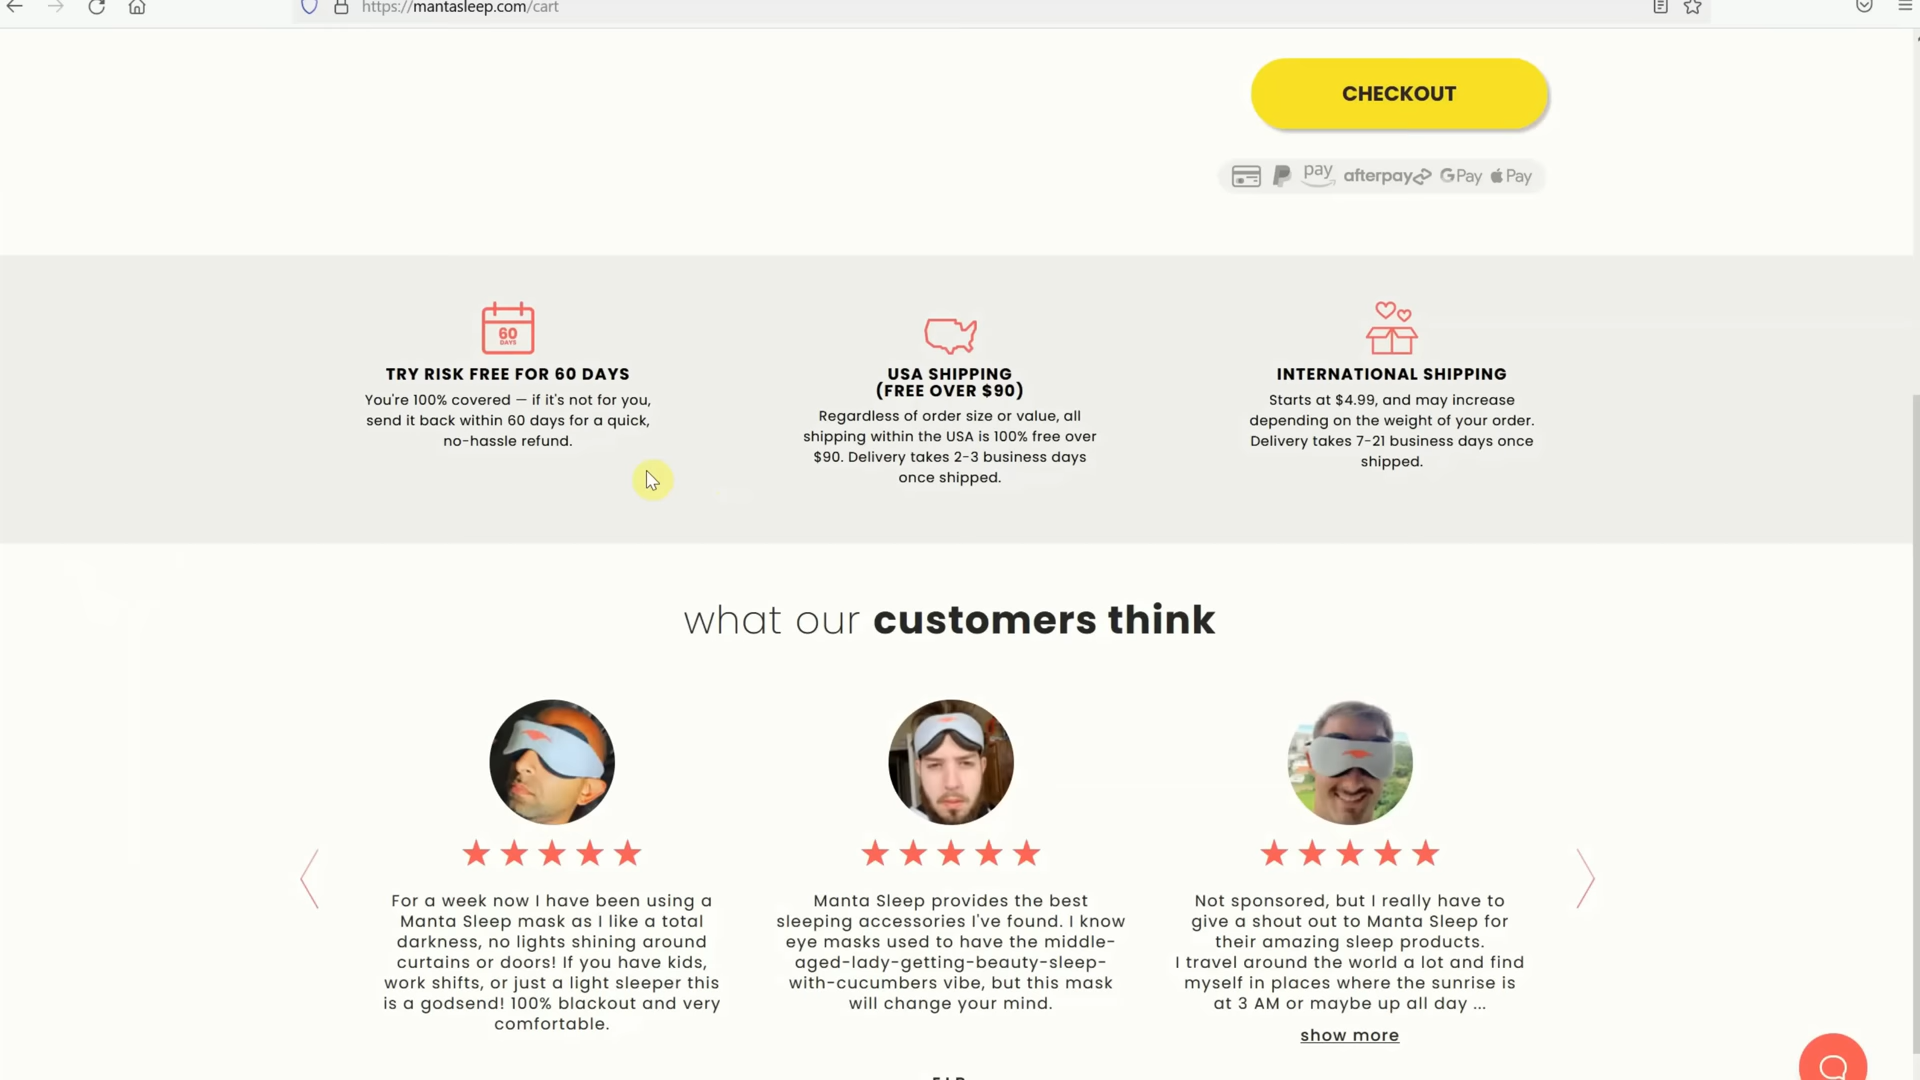 https://mantasleep.com/cart
CHECKOUT
pay afterpay G Pay Pay
60
DAYS
TRY RISK FREE FOR 60 DAYS
You're 100% covered — if it's not for you,
send it back within 60 days for a quick,
no-hassle refund.
USA SHIPPING
(FREE OVER $90)
Regardless of order size or value, all
shipping within the USA is 100% free over
$90. Delivery takes 2-3 business days
once shipped.
INTERNATIONAL SHIPPING
Starts at $4.99, and may increase
depending on the weight of your order.
Delivery takes 7-21 business days once
shipped.
what our customers think
For a week now I have been using a
Manta Sleep mask as I like a total
darkness, no lights shining around
curtains or doors! If you have kids,
work shifts, or just a light sleeper this
is a godsend! 100% blackout and very
comfortable.
Manta Sleep provides the best
sleeping accessories I've found. I know
eye masks used to have the middle-
aged-lady-getting-beauty-sleep-
with-cucumbers vibe, but this mask
will change your mind.
Not sponsored, but I really have to
give a shout out to Manta Sleep for
their amazing sleep products.
I travel around the world a lot and find
myself in places where the sunrise is
at 3 AM or maybe up all day ...
show more